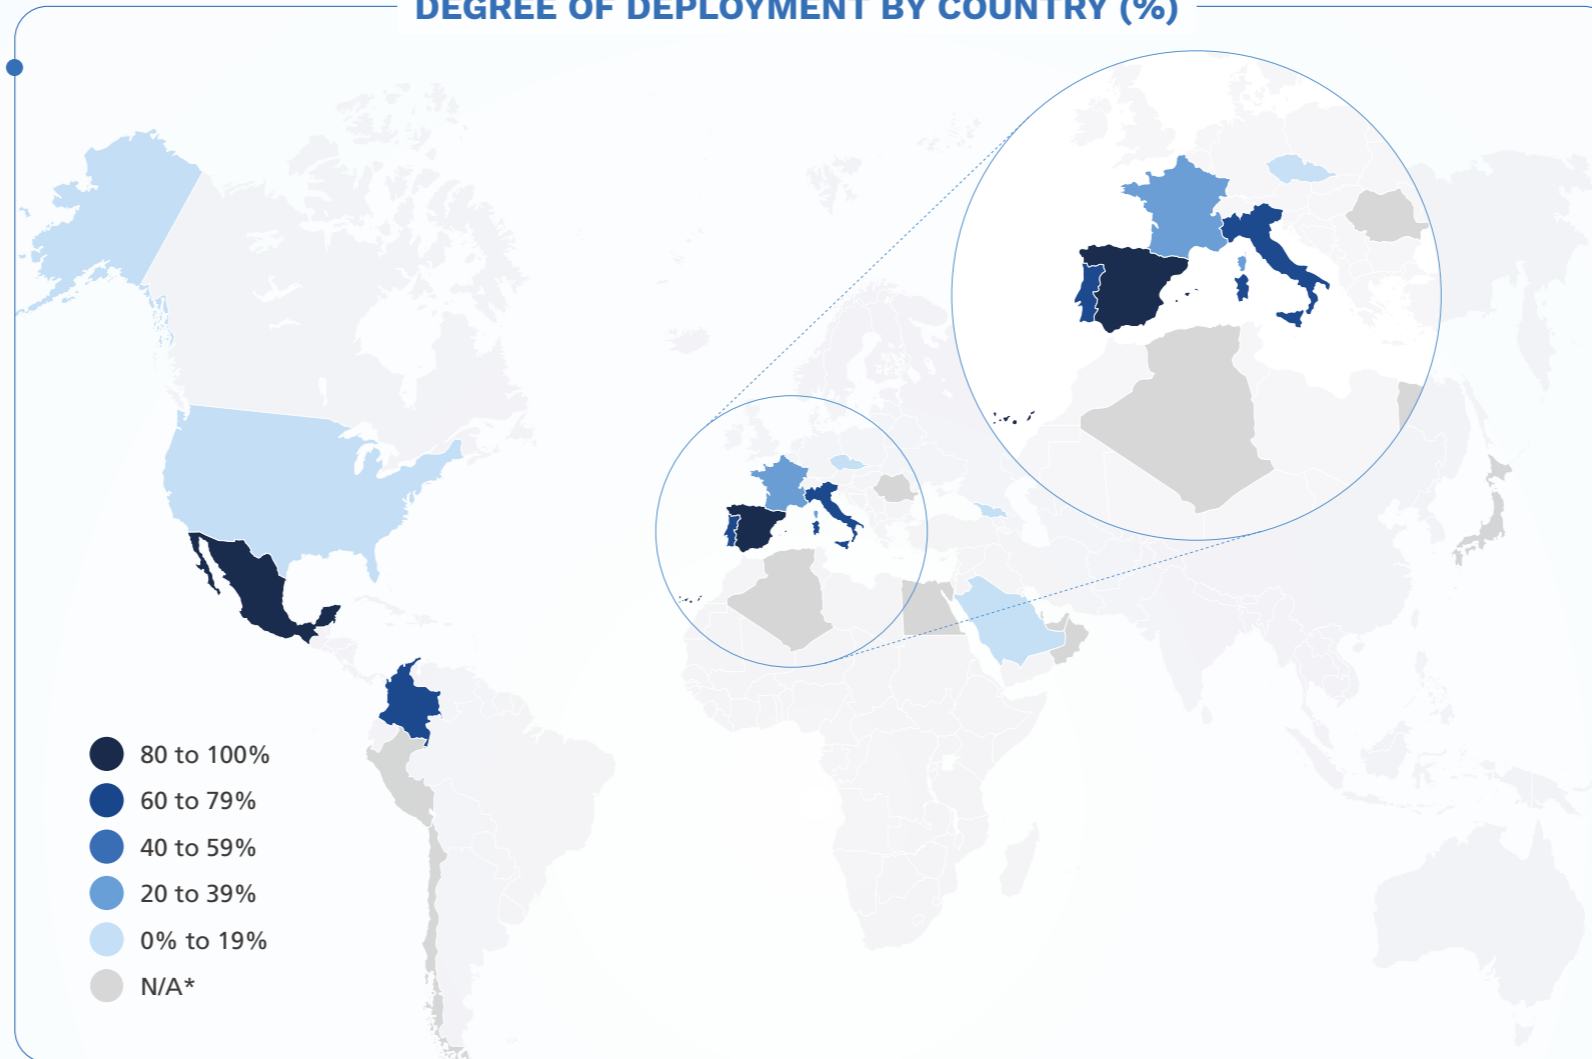 DEGREE OF DEPLOYMENT BY COUNTRY (%)
80 to 100%
60 to 79%
40 to 59%
20 to 39%
0% to 19%
N/A*